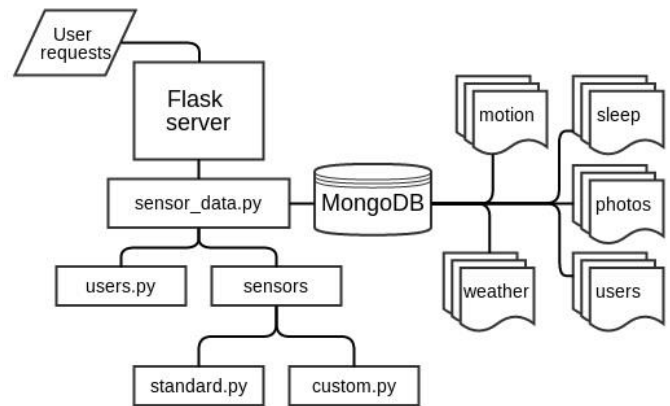 User
requests
Flask
server
motion
sleep
sensor_data.py
MongoDB
photos
users.py
sensors
weather
users
standard.py
custom.py